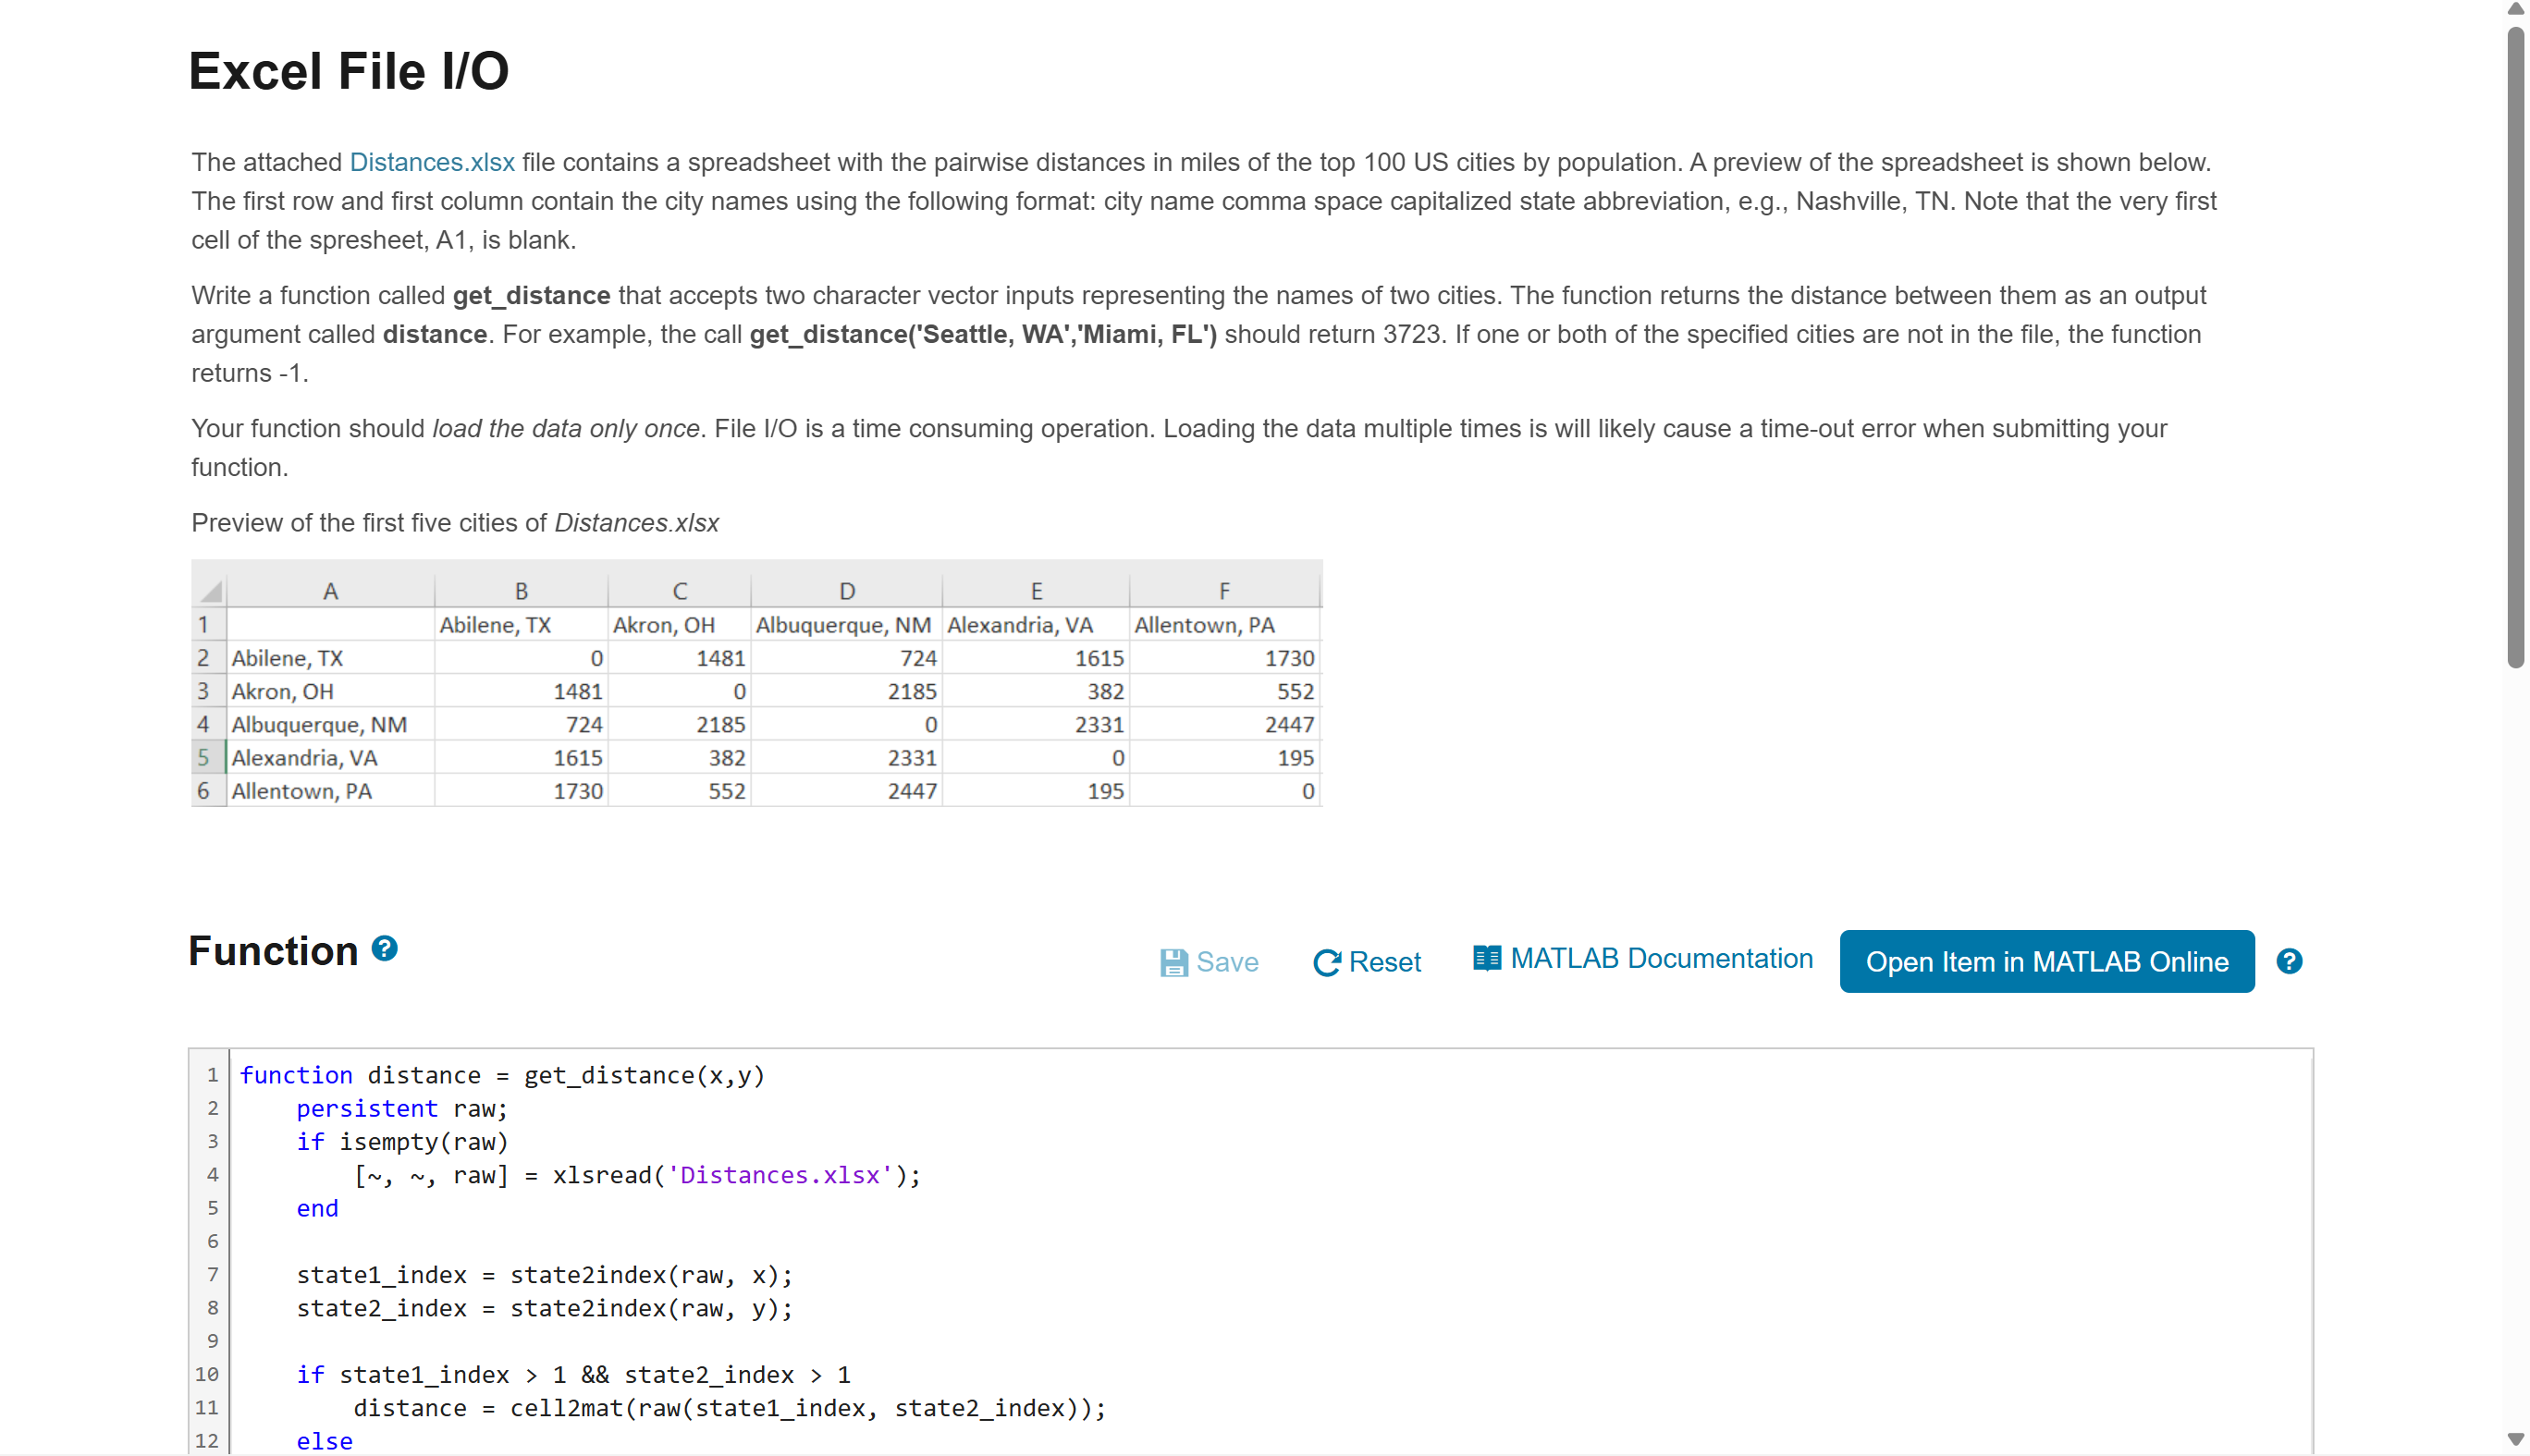 Excel File I/O
The attached Distances.xlsx file contains a spreadsheet with the pairwise distances in miles of the top 100 US cities by population. A preview of the spreadsheet is shown below.
The first row and first column contain the city names using the following format: city name comma space capitalized state abbreviation, e.g., Nashville, TN. Note that the very first
cell of the spresheet, A1, is blank.
Write a function called get_distance that accepts two character vector inputs representing the names of two cities. The function returns the distance between them as an output
argument called distance. For example, the call get_distance('Seattle, WA','Miami, FL') should return 3723. If one or both of the specified cities are not in the file, the function
returns -1.
Your function should load the data only once. File I/O is a time consuming operation. Loading the data multiple times is will likely cause a time-out error when submitting your
function.
Preview of the first five cities of Distances.xlsx
A B C D E F
1 Abilene, TX Akron, OH Albuquerque, NM Alexandria, VA Allentown, PA
2 Abilene, TX 0 1481 724 1615 1730
3 Akron, OH 1481 0 2185 382 552
4 Albuquerque, NM 724 2185 0 2331 2447
5 Alexandria, VA 1615 382 2331 0 195
6 Allentown, PA 1730 552 2447 195 0
Function ? Save Reset MATLAB Documentation Open Item in MATLAB Online ?
1 function distance = get_distance(x,y)
2 persistent raw;
3 if isempty(raw)
4 [~, ~, raw] = xlsread('Distances.xlsx');
5 end
6
7 state1_index = state2index(raw, x);
8 state2_index = state2index(raw, y);
9
10 if state1_index > 1 && state2_index > 1
11 distance = cell2mat(raw(state1_index, state2_index));
12 else